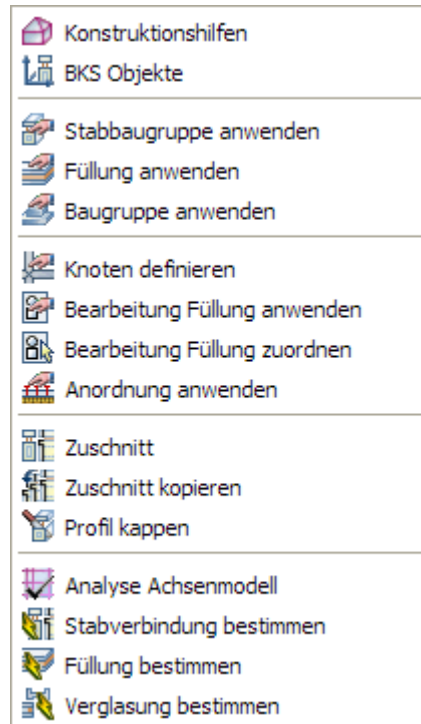 Konstruktionshilfen
BKS Objekte
Stabbaugruppe anwenden
Füllung anwenden
Baugruppe anwenden
Knoten definieren
Bearbeitung Füllung anwenden
Bearbeitung Füllung zuordnen
Anordnung anwenden
Zuschnitt
Zuschnitt kopieren
Profil kappen
Analyse Achsenmodell
Stabverbindung bestimmen
Füllung bestimmen
Verglasung bestimmen